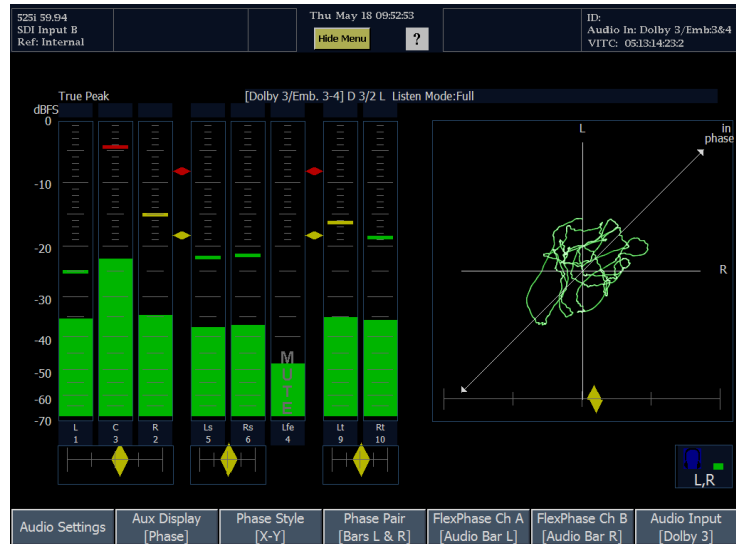 525i 59.94
SDI Input B
Ref: Internal
Thu May 18 09:52:53
Hide Menu
?
ID:
Audio In: Dolby 3/Emb:3&4
VITC: 05:13:14:23:2
True Peak
[Dolby 3/Emb. 3-4] D 3/2 L Listen Mode:Full
dBFS
0
-10
-20
-30
-40
-50
-60
-70
MUTE
L
C
R
Ls
Rs
Lfe
Lt
Rt
1
3
2
5
6
4
9
10
L
in
phase
R
L,R
Audio Settings
Aux Display
[Phase]
Phase Style
[X-Y]
Phase Pair
[Bars L & R]
FlexPhase Ch A
[Audio Bar L]
FlexPhase Ch B
[Audio Bar R]
Audio Input
[Dolby 3]